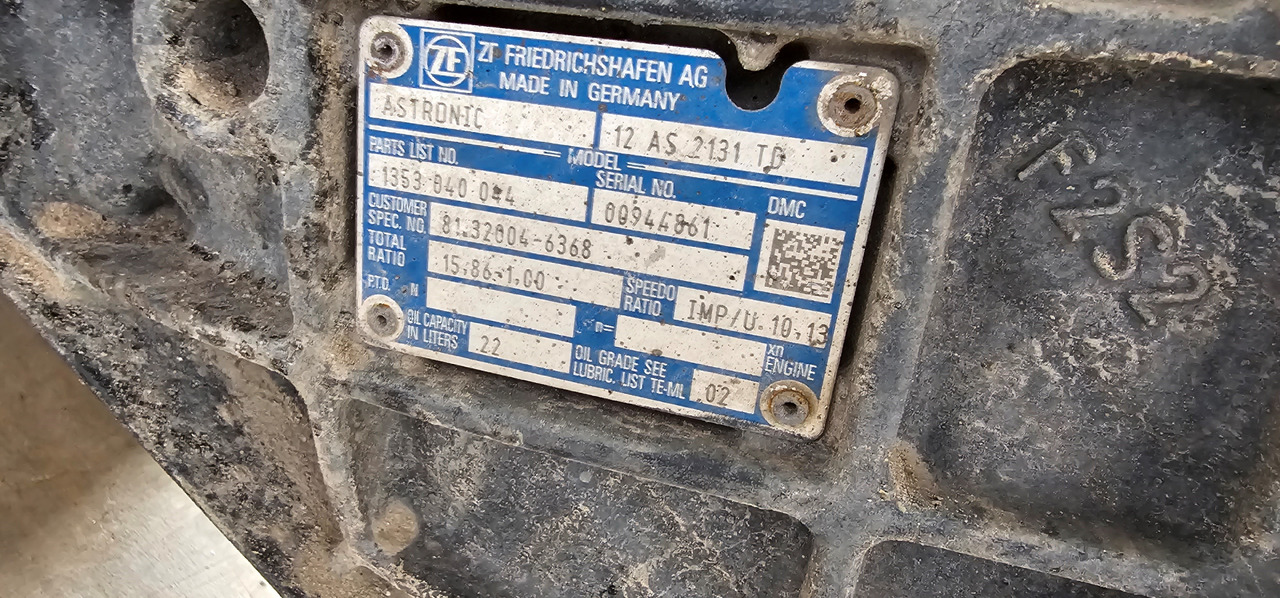 ZF ZF FRIEDRICHSHAFEN AG
MADE IN GERMANY
ASTRONIC 12 AS 2131 TD
PARTS LIST NO. MODEL SERIAL NO.
1353 040 044 00944861 DMC
CUSTOMER SPEC. NO. 81.32004-6368
TOTAL RATIO 15.86-1.00 SPEEDO RATIO IMP/U 10,13
P.T.O. N n= xn ENGINE
OIL CAPACITY IN LITERS 22 OIL GRADE SEE LUBRIC. LIST TE-ML 02